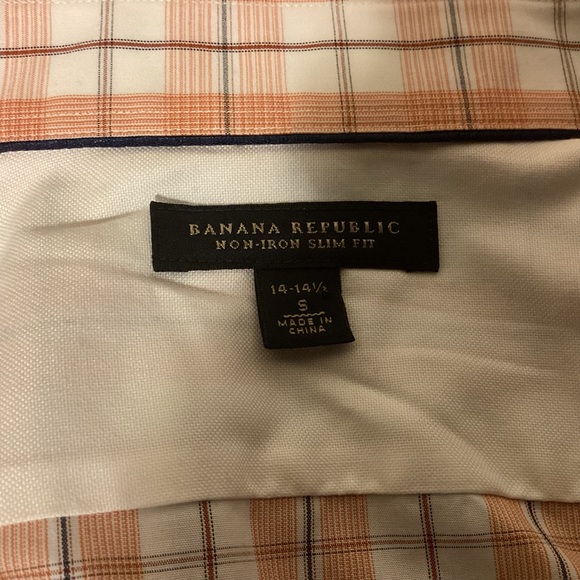 BANANA REPUBLIC
NON-IRON SLIM FIT
14-14½
S
MADE IN
CHINA